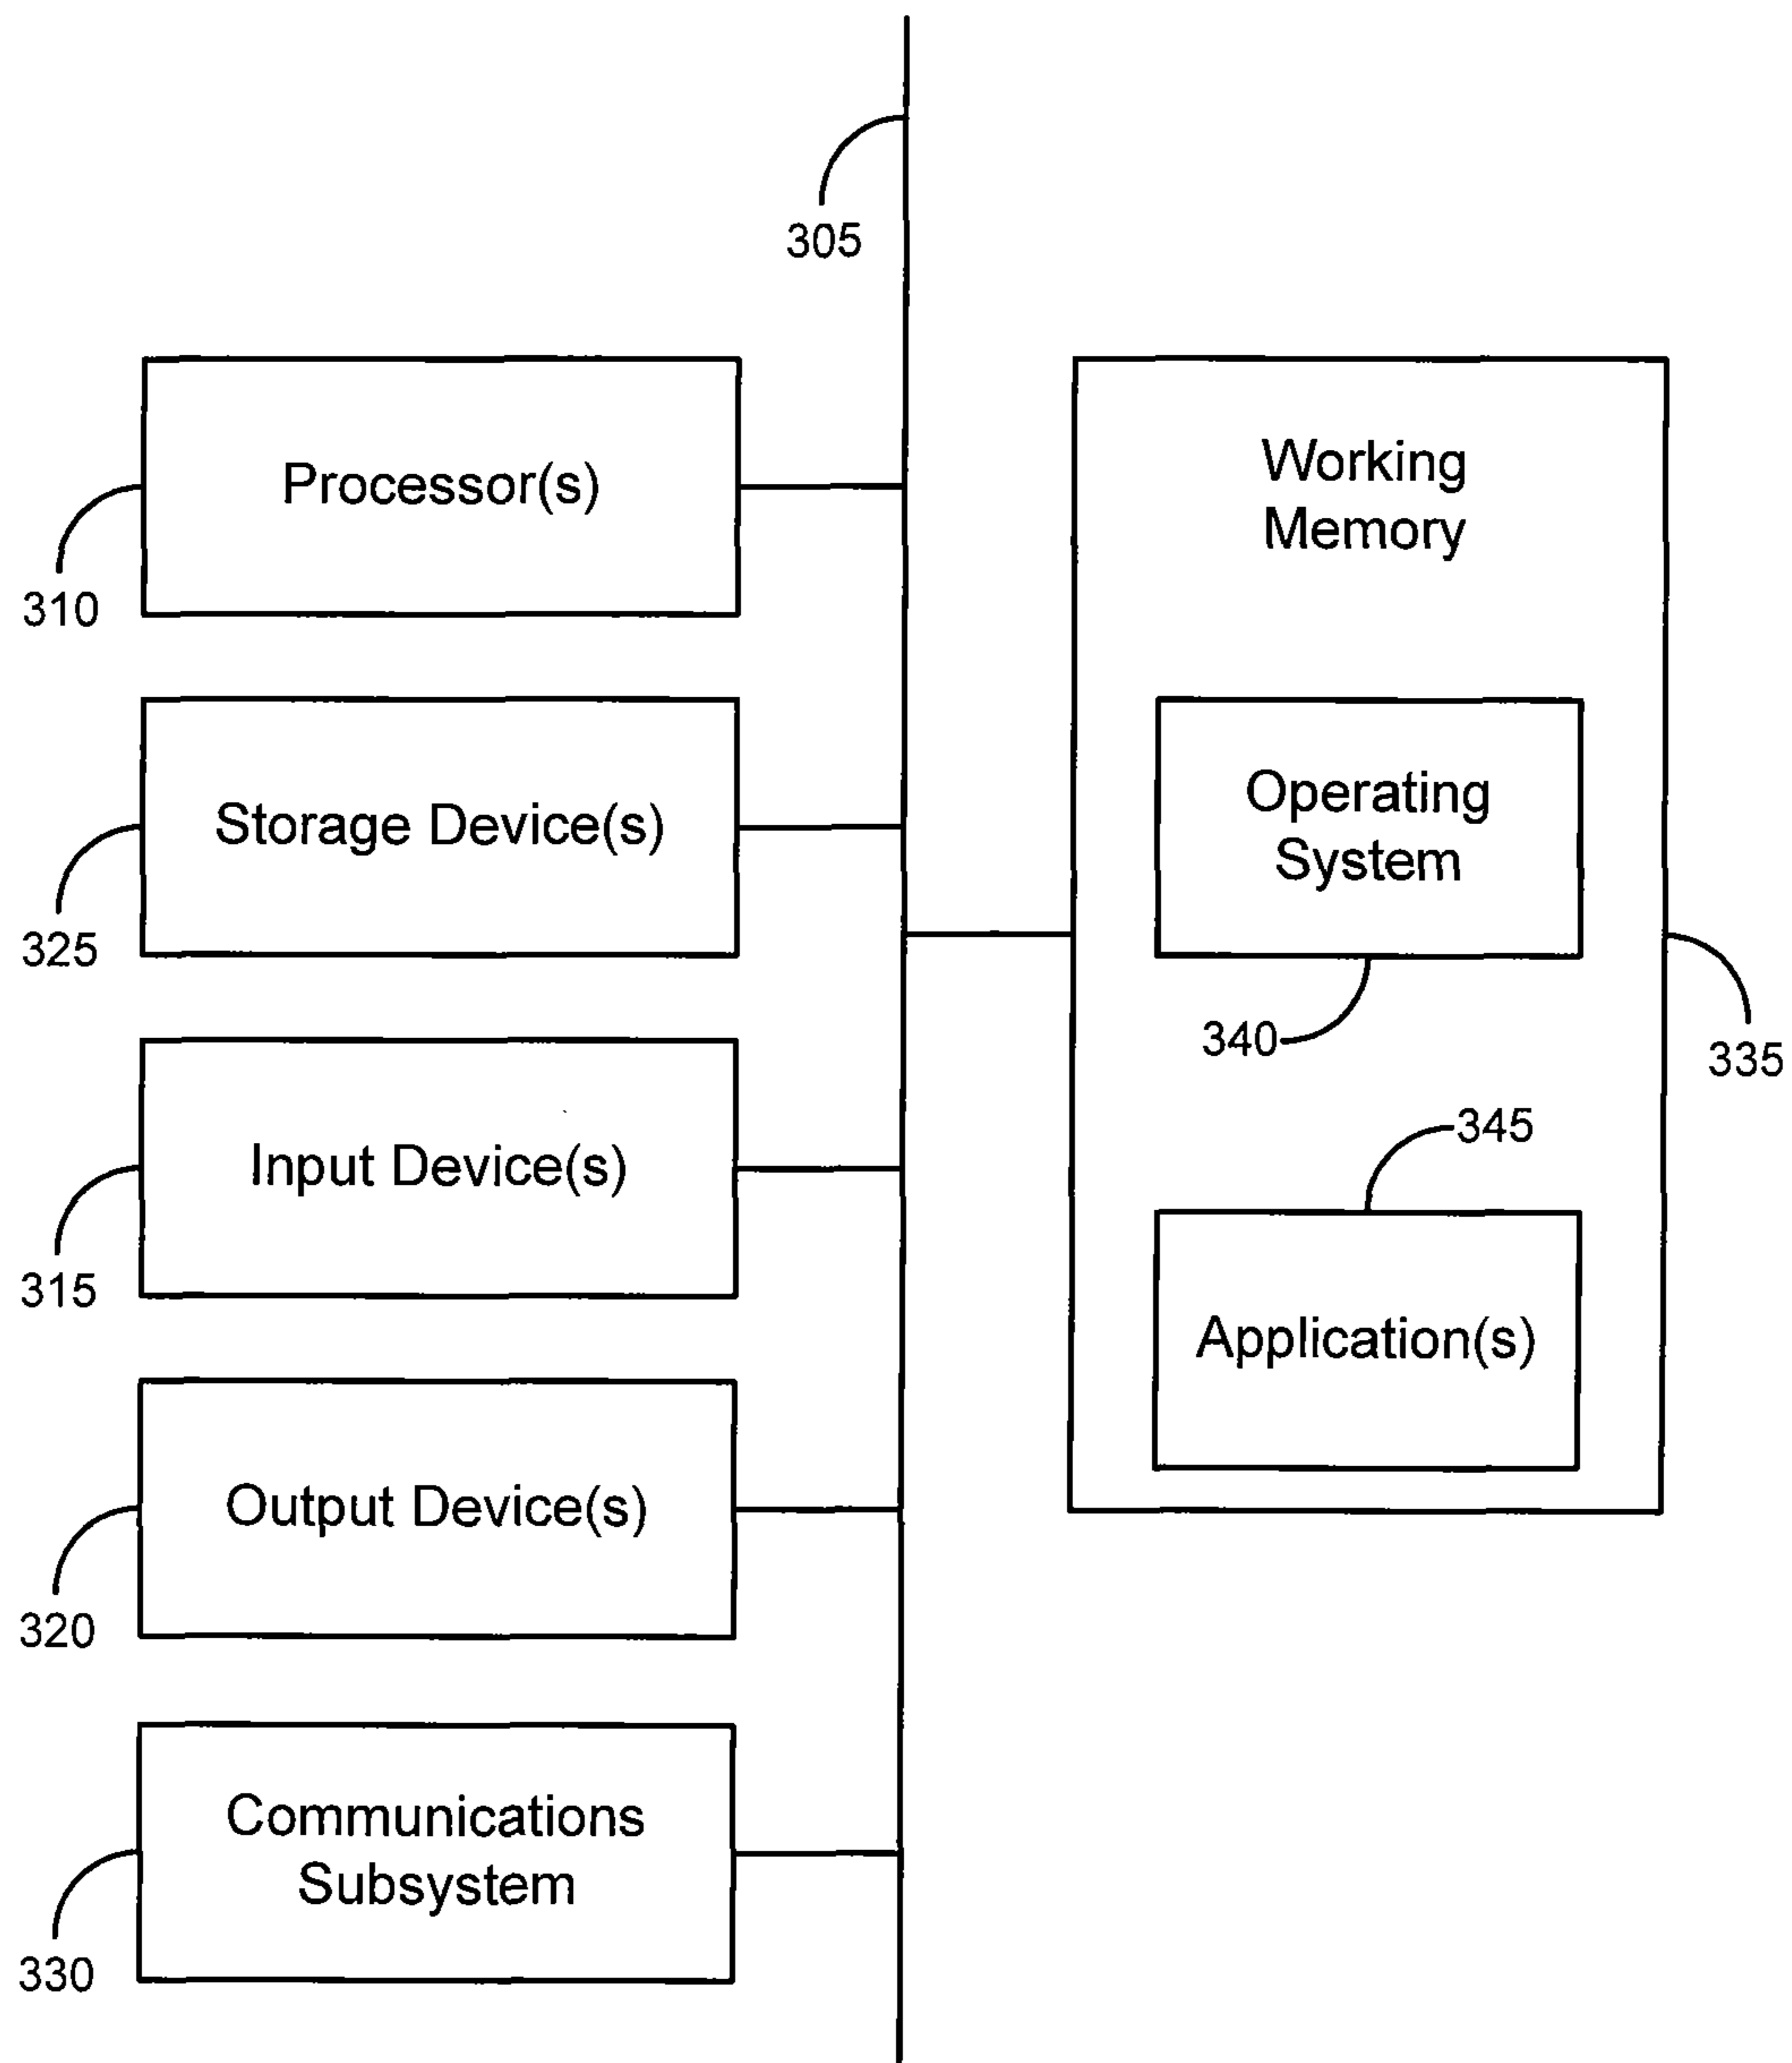 305
Processor(s)
310
Storage Device(s)
325
Input Device(s)
315
Output Device(s)
320
Communications
Subsystem
330
Working
Memory
Operating
System
340
335
345
Application(s)